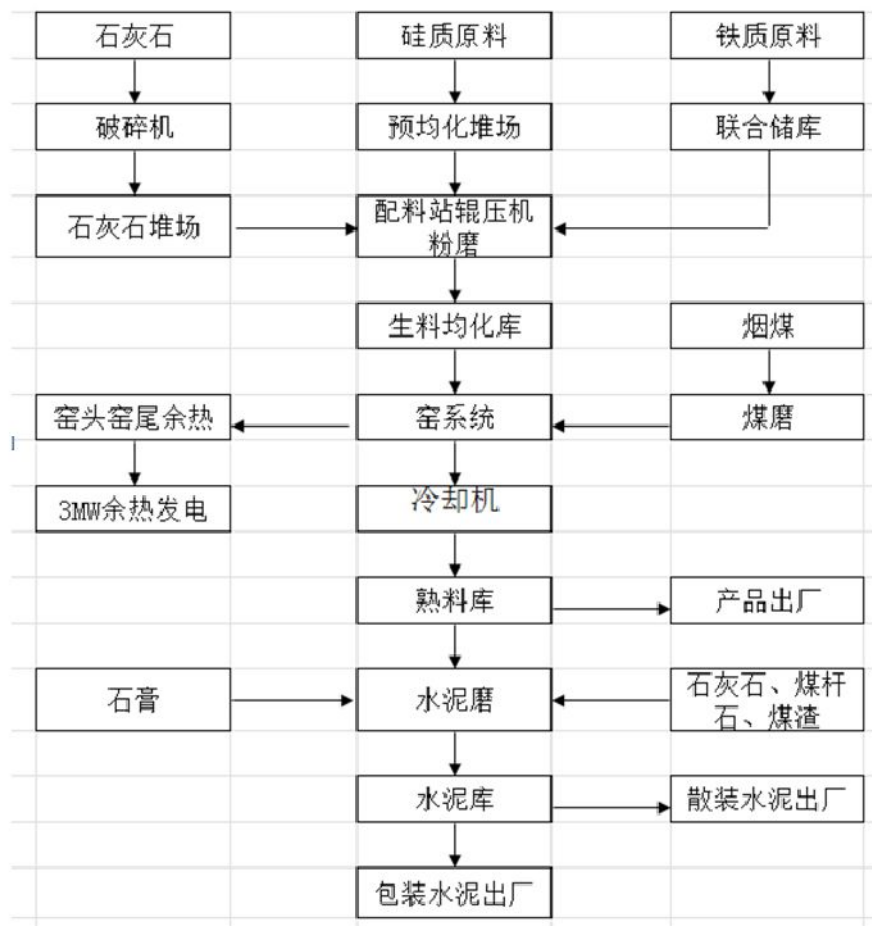 石灰石
硅质原料
铁质原料
破碎机
预均化堆场
联合储库
石灰石堆场
配料站辊压机
粉磨
生料均化库
烟煤
窑头窑尾余热
窑系统
煤磨
3MW余热发电
冷却机
熟料库
产品出厂
石膏
水泥磨
石灰石、煤杆
石、煤渣
水泥库
散装水泥出厂
包装水泥出厂